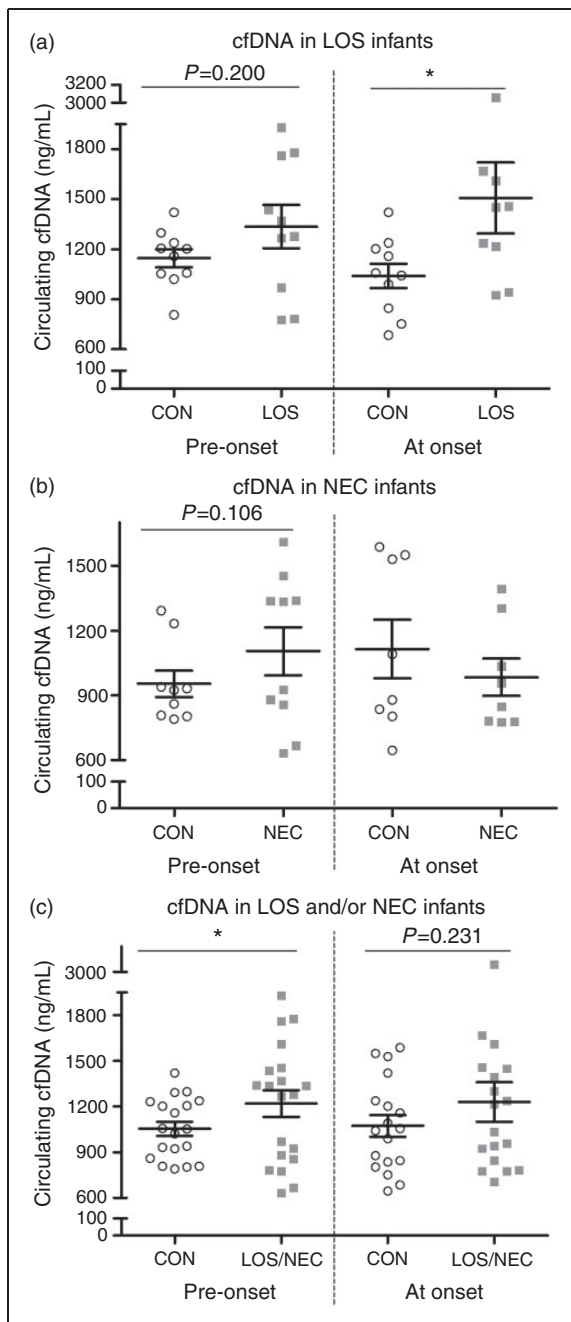 (a) cfDNA in LOS infants
P=0.200 *
Circulating cfDNA (ng/mL)
3200
3000
1800
1500
1200
900
600
100
0
CON LOS CON LOS
Pre-onset At onset
(b) cfDNA in NEC infants
P=0.106
Circulating cfDNA (ng/mL)
1500
1200
900
600
100
0
CON NEC CON NEC
Pre-onset At onset
(c) cfDNA in LOS and/or NEC infants
* P=0.231
Circulating cfDNA (ng/mL)
3000
1800
1500
1200
900
600
100
0
CON LOS/NEC CON LOS/NEC
Pre-onset At onset